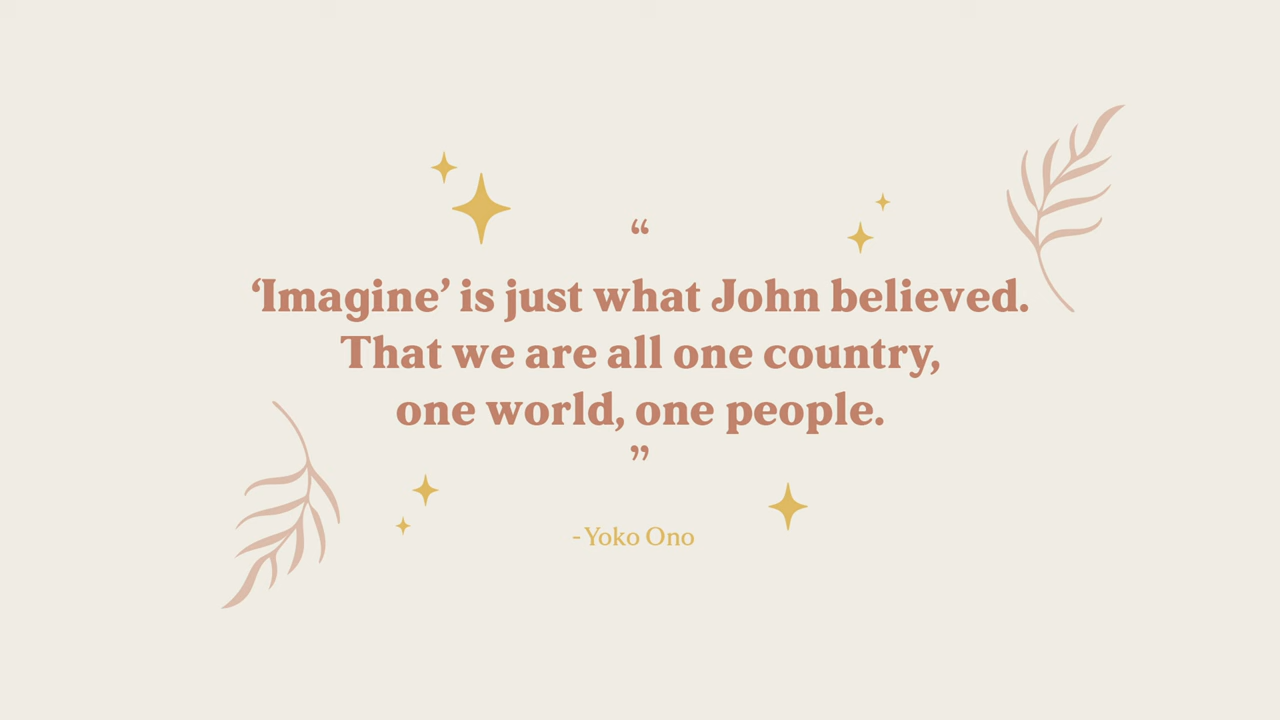 “
‘Imagine’ is just what John believed.
That we are all one country,
one world, one people.
”
- Yoko Ono